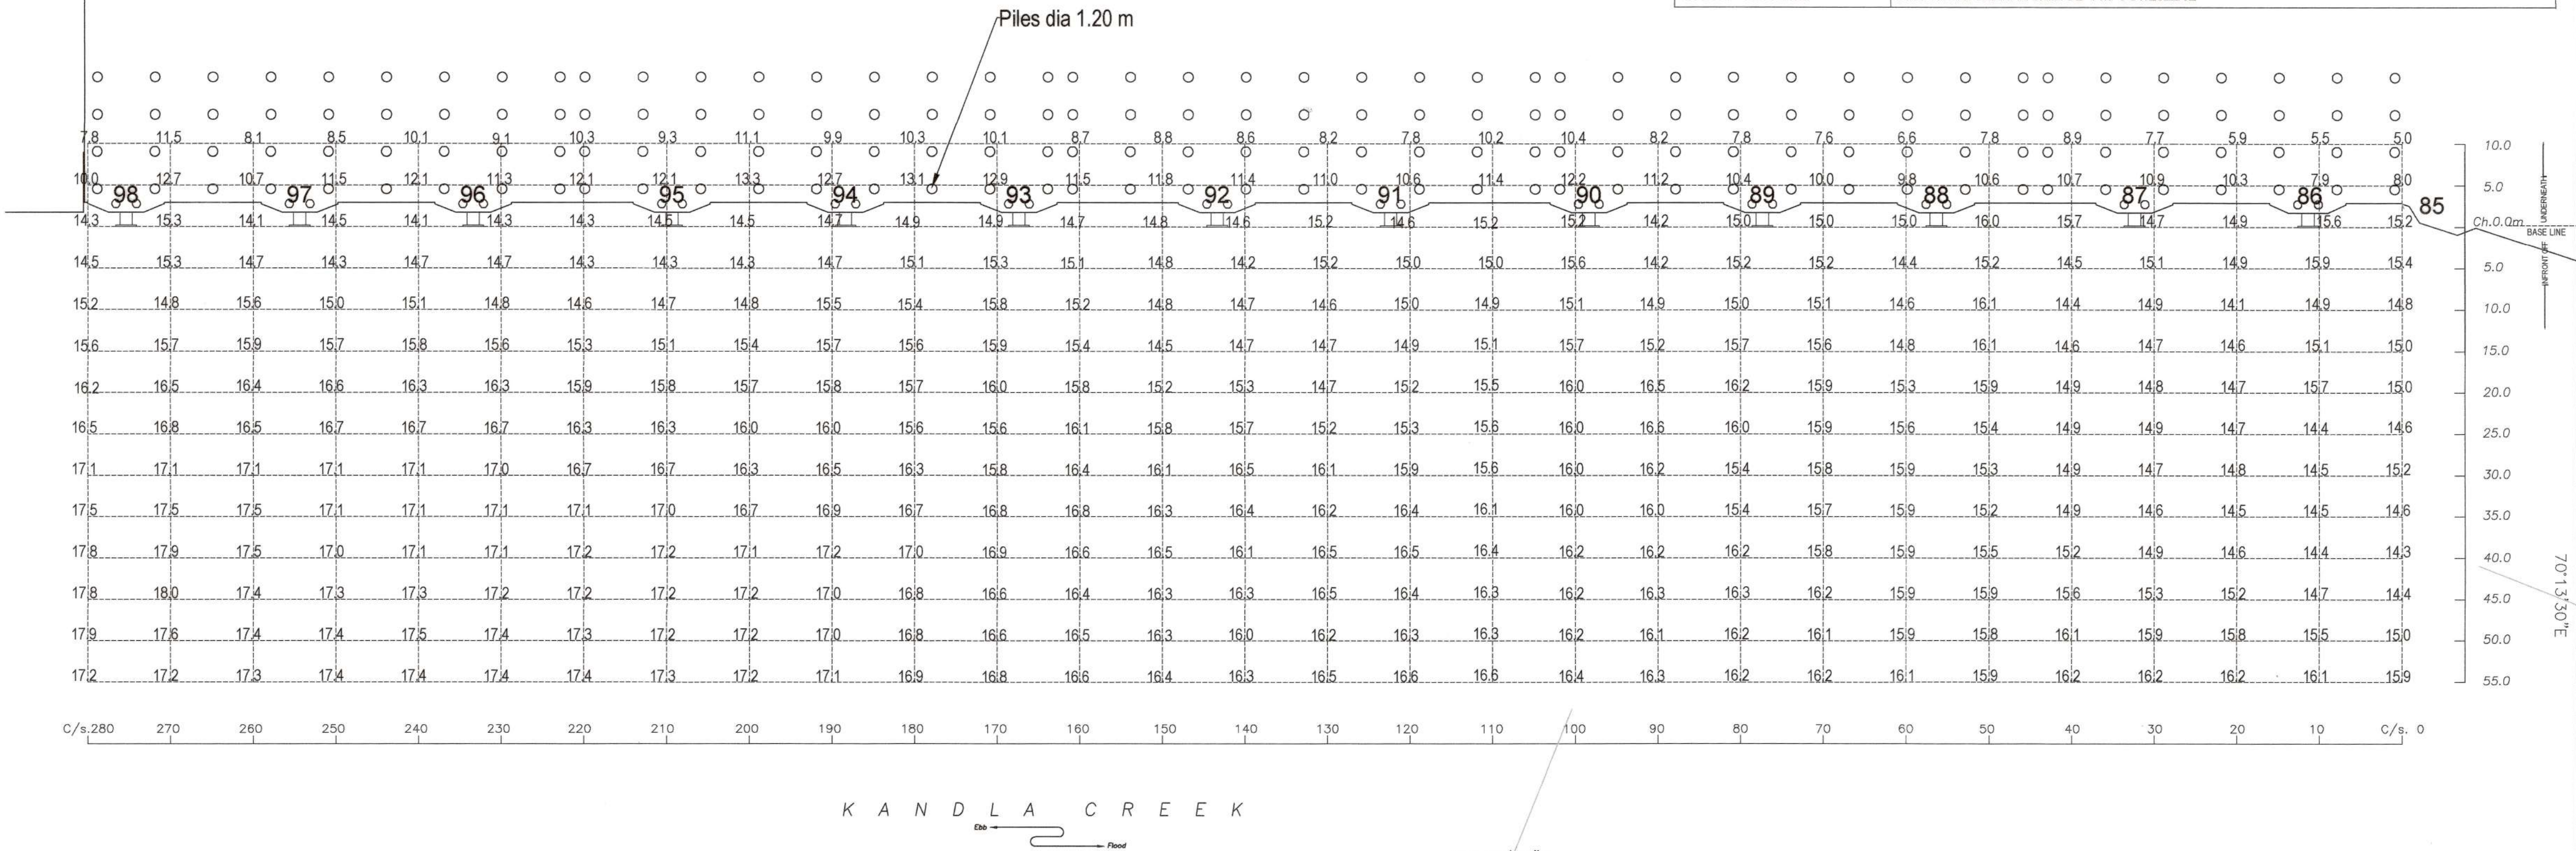 Piles dia 1.20 m
7.8 11.5 8.1 8.5 10.1 9.1 10.3 9.3 11.1 9.9 10.3 10.1 8.7 8.8 8.6 8.2 7.8 10.2 10.4 8.2 7.8 7.6 6.6 7.8 8.9 7.7 5.9 5.5 5.0 10.0
10.0 12.7 10.7 11.5 12.1 11.3 12.1 12.1 13.3 12.7 13.1 12.9 11.5 11.8 11.4 11.0 10.6 11.4 12.2 11.2 10.4 10.0 9.8 10.6 10.7 10.9 10.3 7.9 8.0 5.0
98 97 96 95 94 93 92 91 90 89 88 87 86 85
14.3 15.3 14.1 14.5 14.1 14.3 14.3 14.5 14.5 14.7 14.9 14.9 14.7 14.8 14.6 15.2 14.6 15.2 15.2 14.2 15.0 15.0 15.0 16.0 15.7 14.7 14.9 15.6 15.2 Ch.0.0m
BASE LINE
UNDERNEATH
INFRONT OFF
14.5 15.3 14.7 14.3 14.7 14.7 14.3 14.3 14.3 14.7 15.1 15.3 15.1 14.8 14.2 15.2 15.0 15.0 15.6 14.2 15.2 15.2 14.4 15.2 14.5 15.1 14.9 15.9 15.4 5.0
15.2 14.8 15.6 15.0 15.1 14.8 14.6 14.7 14.8 15.5 15.4 15.8 15.2 14.8 14.7 14.6 15.0 14.9 15.1 14.9 15.0 15.1 14.6 16.1 14.4 14.9 14.1 14.9 14.8 10.0
15.6 15.7 15.9 15.7 15.8 15.6 15.3 15.1 15.4 15.7 15.6 15.9 15.4 14.5 14.7 14.7 14.9 15.1 15.7 15.2 15.7 15.6 14.8 16.1 14.6 14.7 14.6 15.1 15.0 15.0
16.2 16.5 16.4 16.6 16.3 16.3 15.9 15.8 15.7 15.8 15.7 16.0 15.8 15.2 15.3 14.7 15.2 15.5 16.0 16.5 16.2 15.9 15.3 15.9 14.9 14.8 14.7 15.7 15.0 20.0
16.5 16.8 16.5 16.7 16.7 16.7 16.3 16.3 16.0 16.0 15.6 15.6 16.1 15.8 15.7 15.2 15.3 15.6 16.0 16.6 16.0 15.9 15.6 15.4 14.9 14.9 14.7 14.4 14.6 25.0
17.1 17.1 17.1 17.1 17.1 17.0 16.7 16.7 16.3 16.5 16.3 15.8 16.4 16.1 16.5 16.1 15.9 15.6 16.0 16.2 15.4 15.8 15.9 15.3 14.9 14.7 14.8 14.5 15.2 30.0
17.5 17.5 17.5 17.1 17.1 17.1 17.1 17.0 16.7 16.9 16.7 16.8 16.8 16.3 16.4 16.2 16.4 16.1 16.0 16.0 15.4 15.7 15.9 15.2 14.9 14.6 14.5 14.5 14.6 35.0
17.8 17.9 17.5 17.0 17.1 17.1 17.2 17.2 17.1 17.2 17.0 16.9 16.6 16.5 16.1 16.5 16.5 16.4 16.2 16.2 16.2 15.8 15.9 15.5 15.2 14.9 14.6 14.4 14.3 40.0
17.8 18.0 17.4 17.3 17.3 17.2 17.2 17.2 17.2 17.0 16.8 16.6 16.4 16.3 16.3 16.5 16.4 16.3 16.2 16.3 16.3 16.2 15.9 15.9 15.6 15.3 15.2 14.7 14.4 45.0
17.9 17.6 17.4 17.4 17.5 17.4 17.3 17.2 17.2 17.0 16.8 16.6 16.5 16.3 16.0 16.2 16.3 16.3 16.2 16.1 16.2 16.1 15.9 15.8 16.1 15.9 15.8 15.5 15.0 50.0
17.2 17.2 17.3 17.4 17.4 17.4 17.4 17.3 17.2 17.1 16.9 16.8 16.6 16.4 16.3 16.5 16.6 16.6 16.4 16.3 16.2 16.2 16.1 15.9 16.2 16.2 16.2 16.1 15.9 55.0
70°13'30"E
C/s.280 270 260 250 240 230 220 210 200 190 180 170 160 150 140 130 120 110 100 90 80 70 60 50 40 30 20 10 C/s. 0
KANDLA CREEK
Ebb
Flood